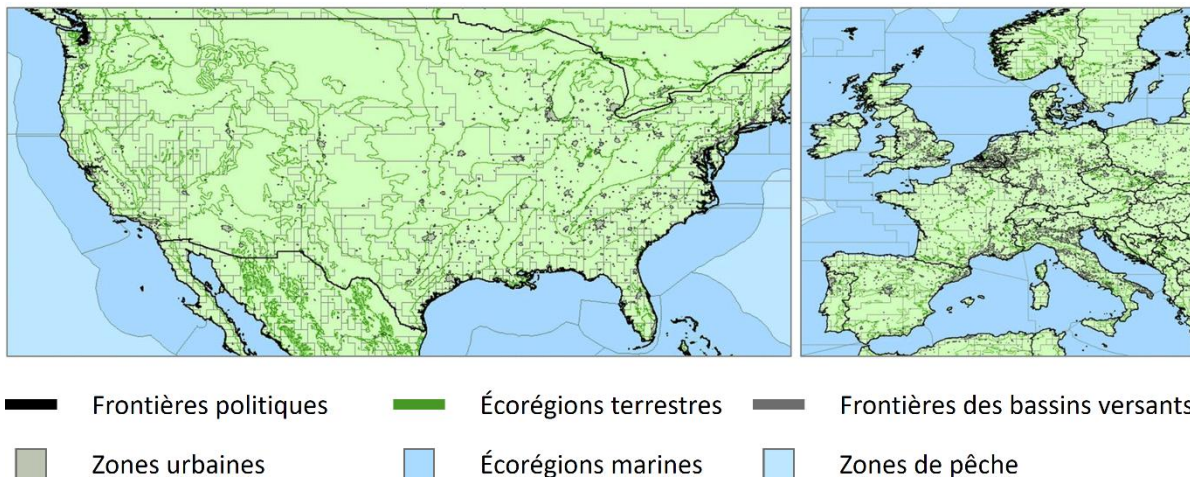 Frontières politiques
Écorégions terrestres
Frontières des bassins versants
Zones urbaines
Écorégions marines
Zones de pêche